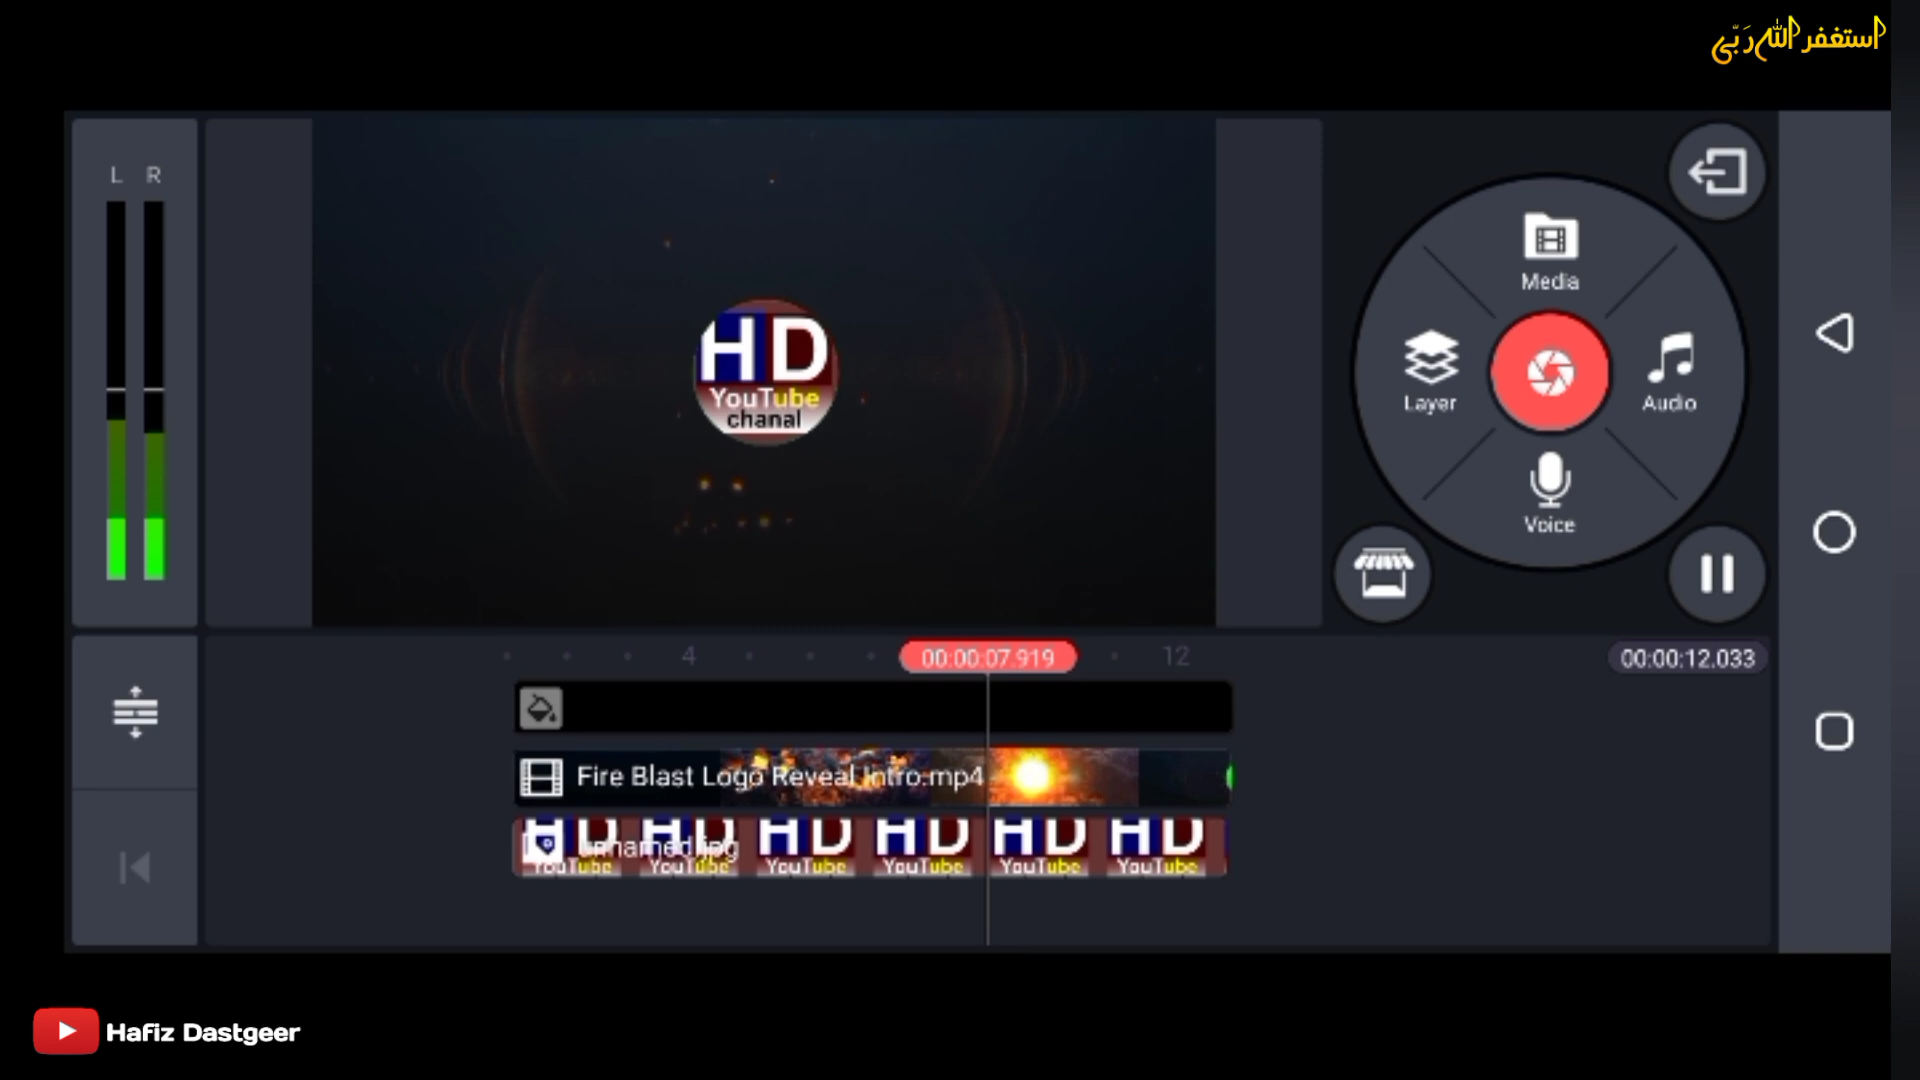 استغفر الله رَبّي
L R
HD
YouTube
chanal
Media
Layer
Audio
Voice
4
00:00:07.919
12
00:00:12.033
Fire Blast Logo Reveal Intro.mp4
HD HD HD HD HD HD
unnamed.jpg
YouTube YouTube YouTube YouTube YouTube YouTube
Hafiz Dastgeer